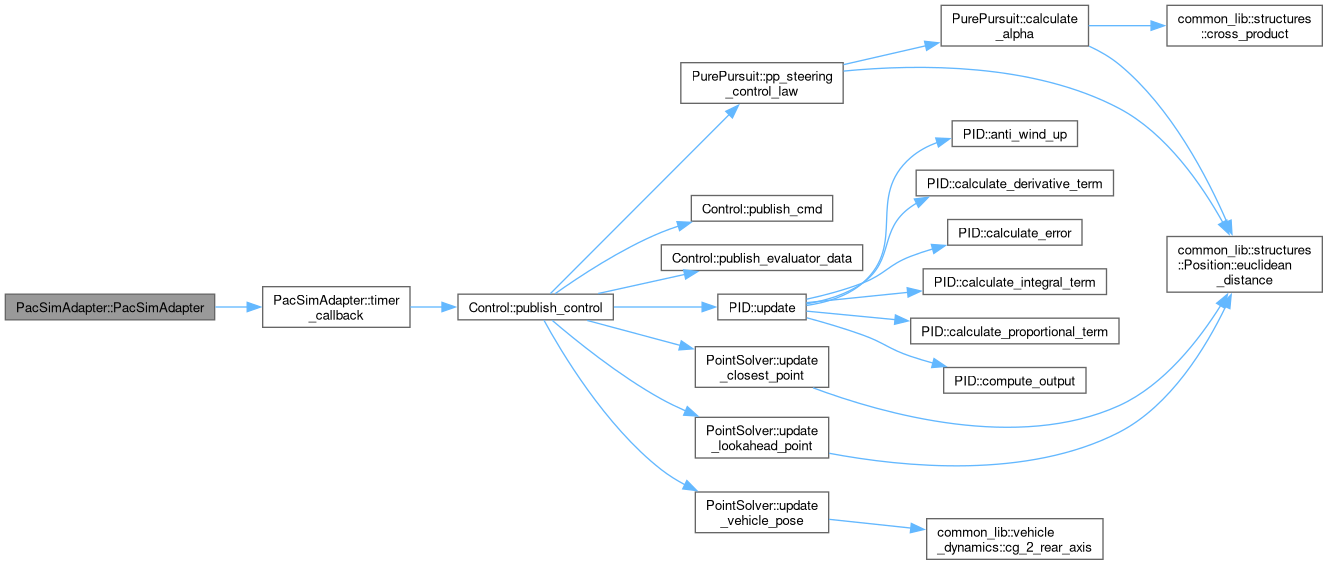 PacSimAdapter::PacSimAdapter
PacSimAdapter::timer
_callback
Control::publish_control
PurePursuit::pp_steering
_control_law
Control::publish_cmd
Control::publish_evaluator_data
PID::update
PointSolver::update
_closest_point
PointSolver::update
_lookahead_point
PointSolver::update
_vehicle_pose
PurePursuit::calculate
_alpha
PID::anti_wind_up
PID::calculate_derivative_term
PID::calculate_error
PID::calculate_integral_term
PID::calculate_proportional_term
PID::compute_output
common_lib::vehicle
_dynamics::cg_2_rear_axis
common_lib::structures
::cross_product
common_lib::structures
::Position::euclidean
_distance